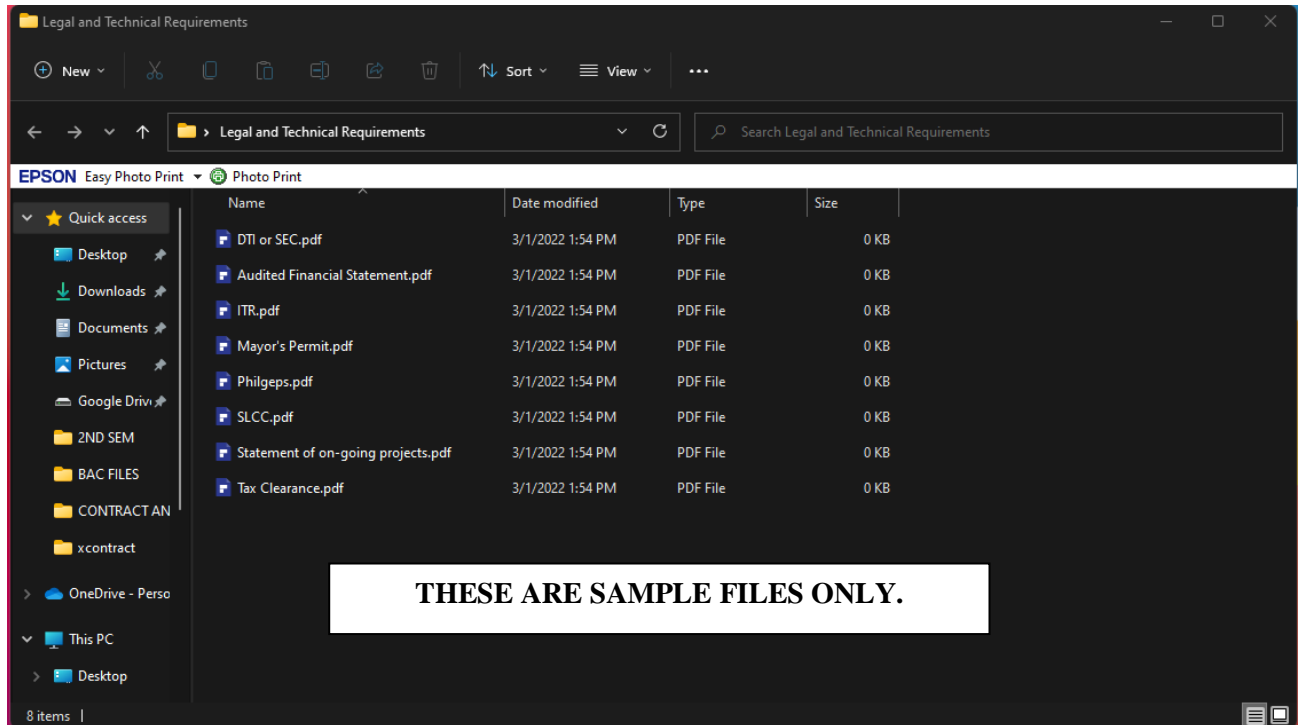 Legal and Technical Requirements
New Sort View
Legal and Technical Requirements Search Legal and Technical Requirements
EPSON Easy Photo Print Photo Print
Name Date modified Type Size
Quick access
Desktop
Downloads
Documents
Pictures
Google Driv
2ND SEM
BAC FILES
CONTRACT AN
xcontract
OneDrive - Perso
This PC
Desktop
DTI or SEC.pdf 3/1/2022 1:54 PM PDF File 0 KB
Audited Financial Statement.pdf 3/1/2022 1:54 PM PDF File 0 KB
ITR.pdf 3/1/2022 1:54 PM PDF File 0 KB
Mayor's Permit.pdf 3/1/2022 1:54 PM PDF File 0 KB
Philgeps.pdf 3/1/2022 1:54 PM PDF File 0 KB
SLCC.pdf 3/1/2022 1:54 PM PDF File 0 KB
Statement of on-going projects.pdf 3/1/2022 1:54 PM PDF File 0 KB
Tax Clearance.pdf 3/1/2022 1:54 PM PDF File 0 KB
THESE ARE SAMPLE FILES ONLY.
8 items